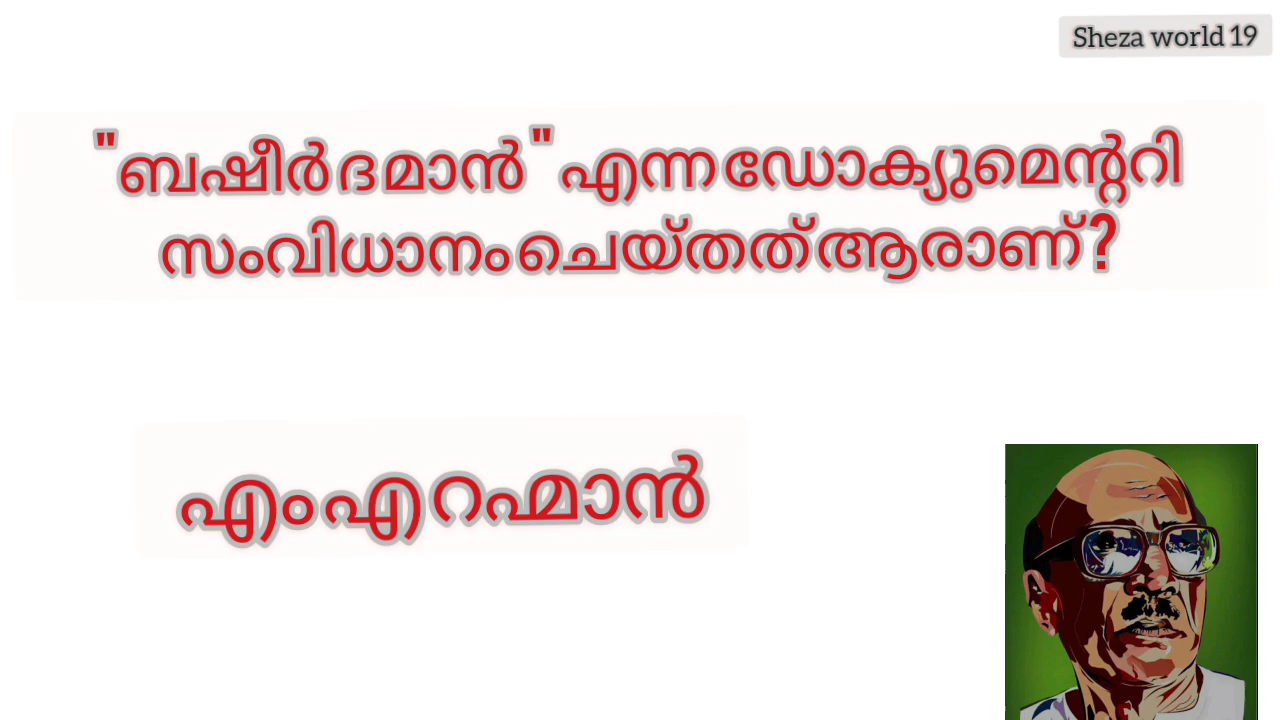 Sheza world 19
"ബഷീർ ദ മാൻ" എന്ന ഡോക്യുമെന്ററി
സംവിധാനം ചെയ്തത് ആരാണ്?
എം എ റഹ്മാൻ